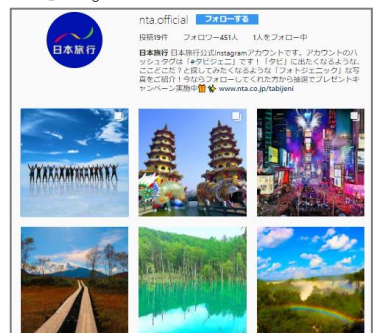 nta.official フォローする
投稿19件 フォロワー451人 1人をフォロー中
日本旅行 日本旅行公式Instagramアカウントです。アカウントのハ
ッシュタグは「#タビジェニ」です!「タビ」に出たくなるような、
ここどこだ?と探してみたくなるような「フォトジェニック」な写
真をご紹介!今ならフォローしてくれた方から抽選でプレゼントキ
ャンペーン実施中 www.nta.co.jp/tabijeni
日本旅行